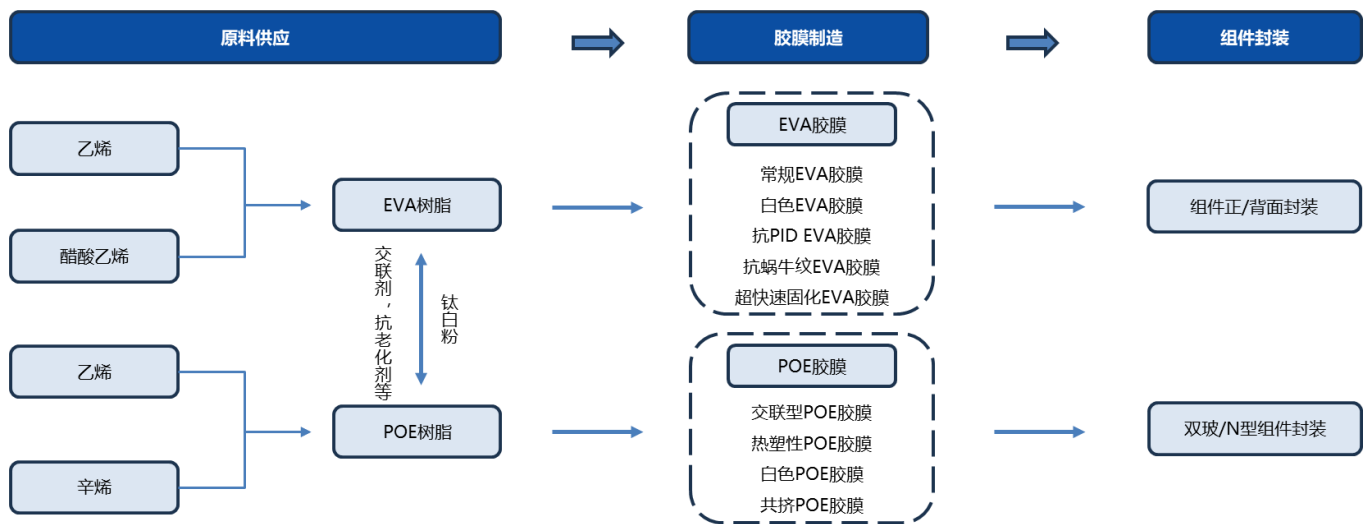 原料供应
胶膜制造
组件封装
乙烯
醋酸乙烯
EVA树脂
交联剂，抗老化剂等
钛白粉
乙烯
辛烯
POE树脂
EVA胶膜
常规EVA胶膜
白色EVA胶膜
抗PID EVA胶膜
抗蜗牛纹EVA胶膜
超快速固化EVA胶膜
POE胶膜
交联型POE胶膜
热塑性POE胶膜
白色POE胶膜
共挤POE胶膜
组件正/背面封装
双玻/N型组件封装